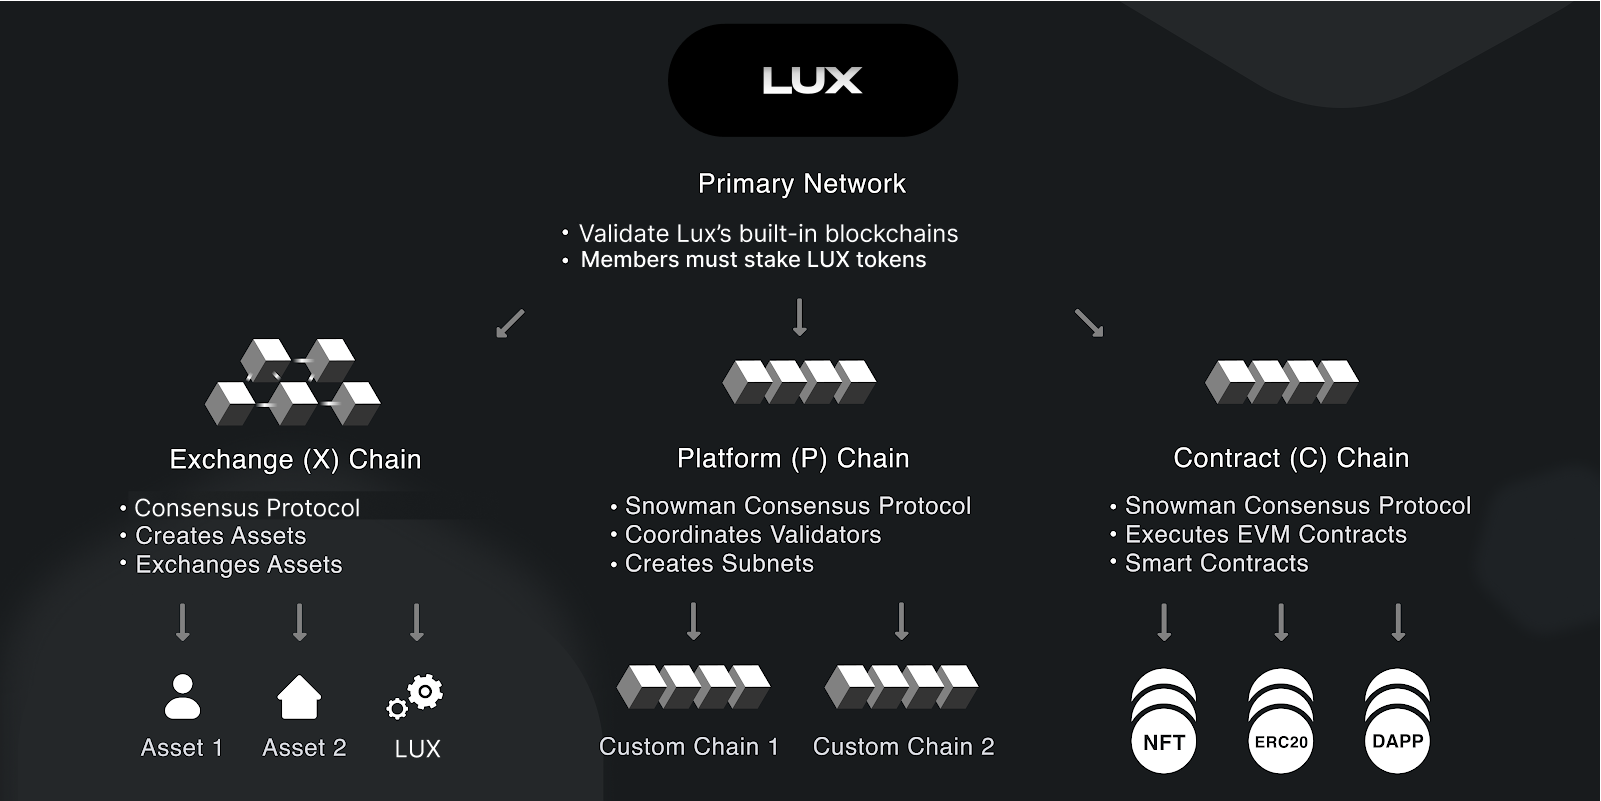 LUX
Primary Network
• Validate Lux’s built-in blockchains
• Members must stake LUX tokens
Exchange (X) Chain
• Consensus Protocol
• Creates Assets
• Exchanges Assets
Asset 1
Asset 2
LUX
Platform (P) Chain
• Snowman Consensus Protocol
• Coordinates Validators
• Creates Subnets
Custom Chain 1
Custom Chain 2
Contract (C) Chain
• Snowman Consensus Protocol
• Executes EVM Contracts
• Smart Contracts
NFT
ERC20
DAPP